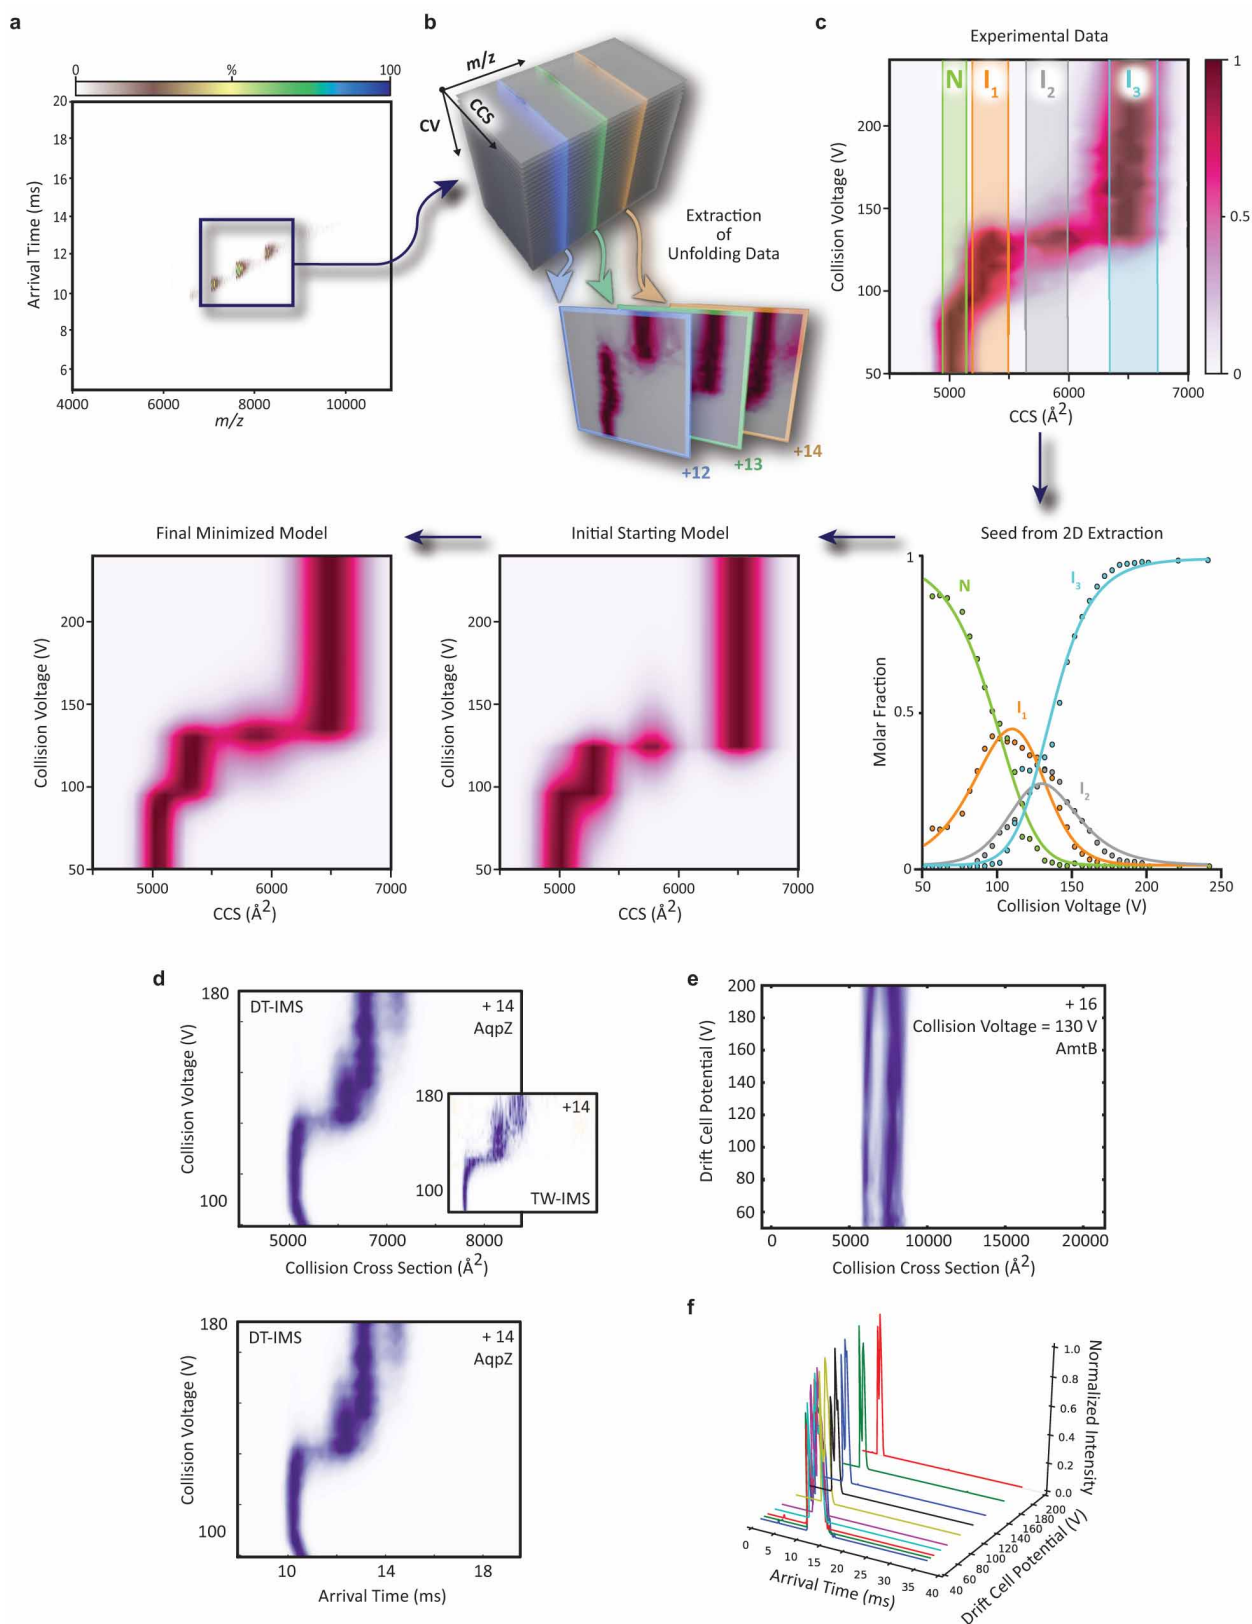 a
0 % 100
20
18
16
14
12
10
8
6
Arrival Time (ms)
4000 6000 8000 10000
m/z
b
m/z
CCS
CV
Extraction
of
Unfolding Data
+12
+13
+14
c
Experimental Data
N I1 I2 I3
200
150
100
50
Collision Voltage (V)
5000 6000 7000
CCS (Å2)
1
0.5
0
Final Minimized Model
200
150
100
50
Collision Voltage (V)
5000 6000 7000
CCS (Å2)
Initial Starting Model
200
150
100
50
Collision Voltage (V)
5000 6000 7000
CCS (Å2)
Seed from 2D Extraction
1
0.5
0
Molar Fraction
N
I1
I2
I3
50 100 150 200 250
Collision Voltage (V)
d
180
100
Collision Voltage (V)
DT-IMS
+ 14
AqpZ
5000 7000 8000
Collision Cross Section (Å2)
180
100
+14
TW-IMS
180
100
Collision Voltage (V)
DT-IMS
+ 14
AqpZ
10 14 18
Arrival Time (ms)
e
200
180
160
140
120
100
80
60
Drift Cell Potential (V)
+ 16
Collision Voltage = 130 V
AmtB
0 5000 10000 15000 20000
Collision Cross Section (Å2)
f
1.0
0.8
0.6
0.4
0.2
0.0
Normalized Intensity
0 5 10 15 20 25 30 35 40
Arrival Time (ms)
40 60 80 100 120 140 160 180 200
Drift Cell Potential (V)